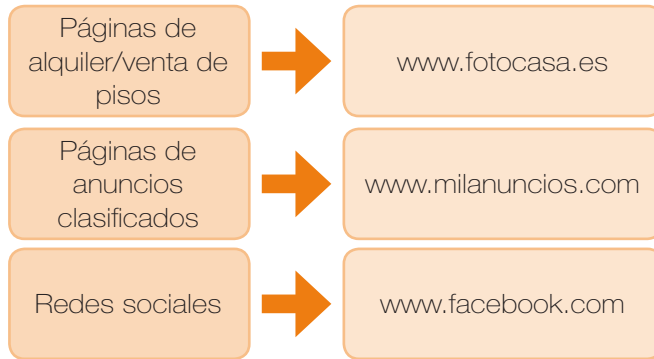 Páginas de
alquiler/venta de
pisos
www.fotocasa.es
Páginas de
anuncios
clasificados
www.milanuncios.com
Redes sociales
www.facebook.com